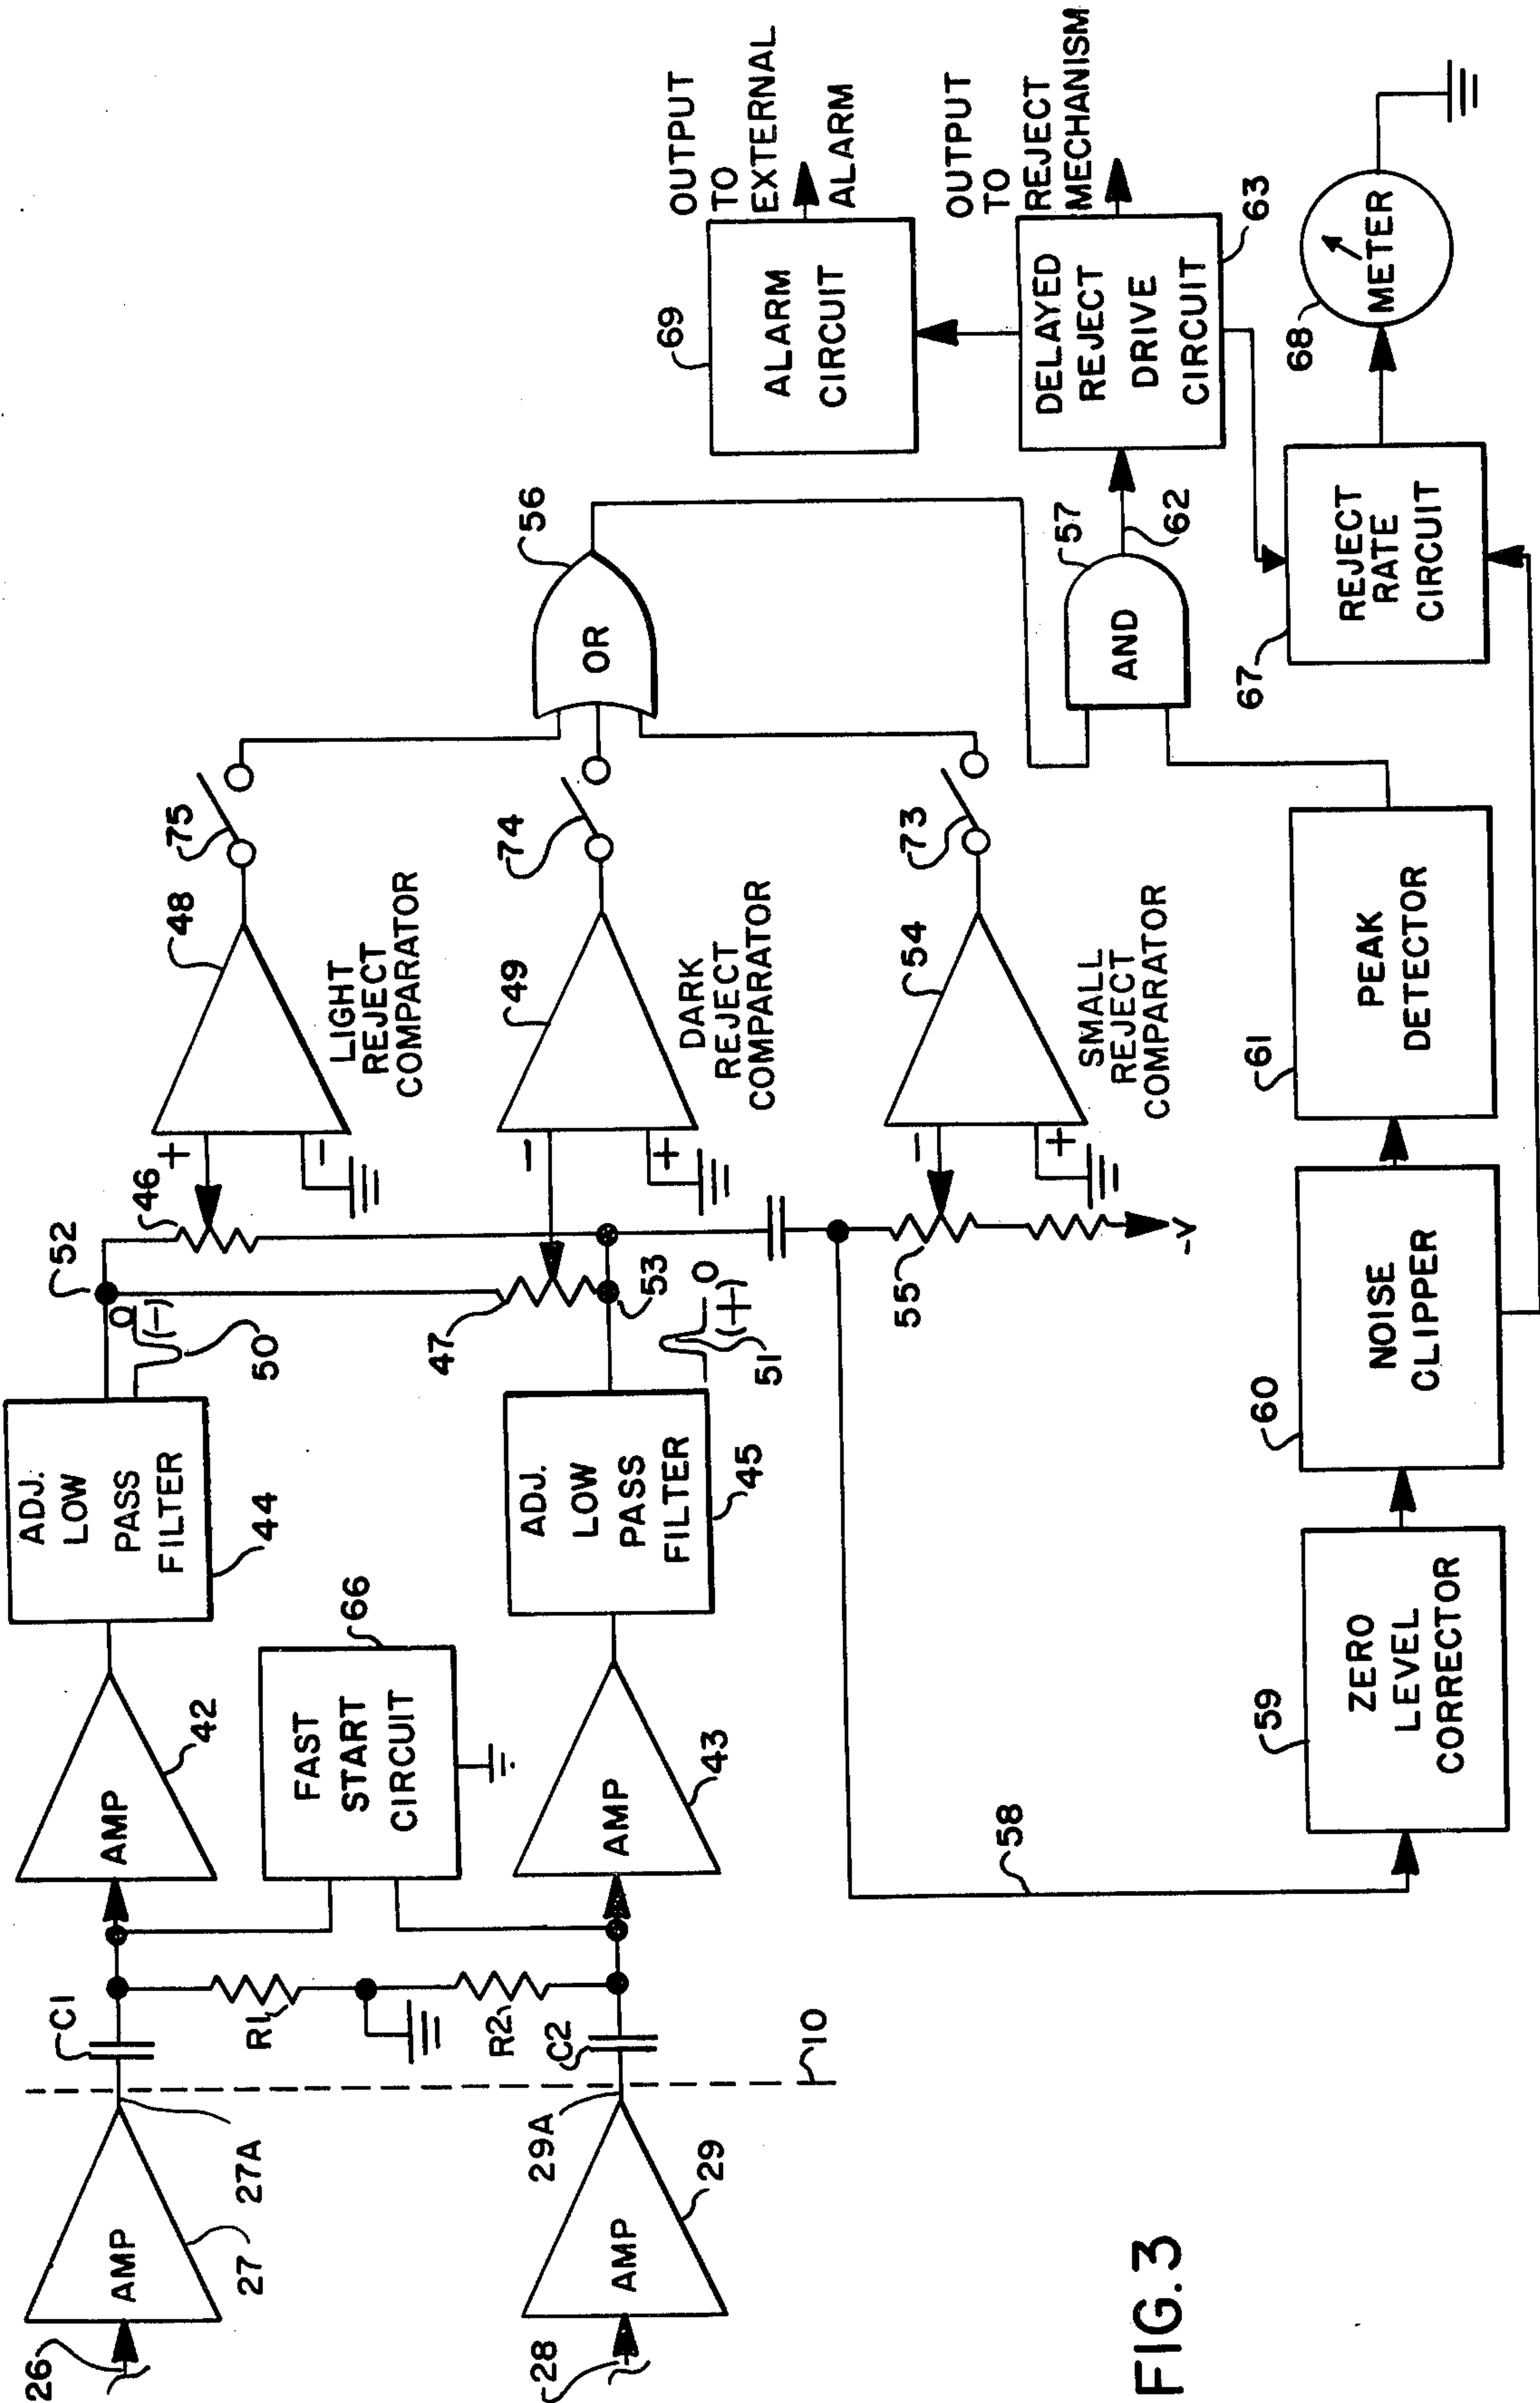 26
AMP
27
27A
C1
R1
28
AMP
29
29A
C2
R2
10
AMP
42
FAST
START
CIRCUIT
66
AMP
43
ADJ.
LOW
PASS
FILTER
44
ADJ.
LOW
PASS
FILTER
45
50
0
(-)
52
46
47
51
0
(+)
53
+
-
48
LIGHT
REJECT
COMPARATOR
75
-
+
49
DARK
REJECT
COMPARATOR
74
55
-V
-
+
54
SMALL
REJECT
COMPARATOR
73
OR
56
58
59
ZERO
LEVEL
CORRECTOR
60
NOISE
CLIPPER
61
PEAK
DETECTOR
AND
57
62
69
ALARM
CIRCUIT
OUTPUT
TO
EXTERNAL
ALARM
DELAYED
REJECT
DRIVE
CIRCUIT
63
OUTPUT
TO
REJECT
MECHANISM
67
REJECT
RATE
CIRCUIT
68
METER
FIG.3